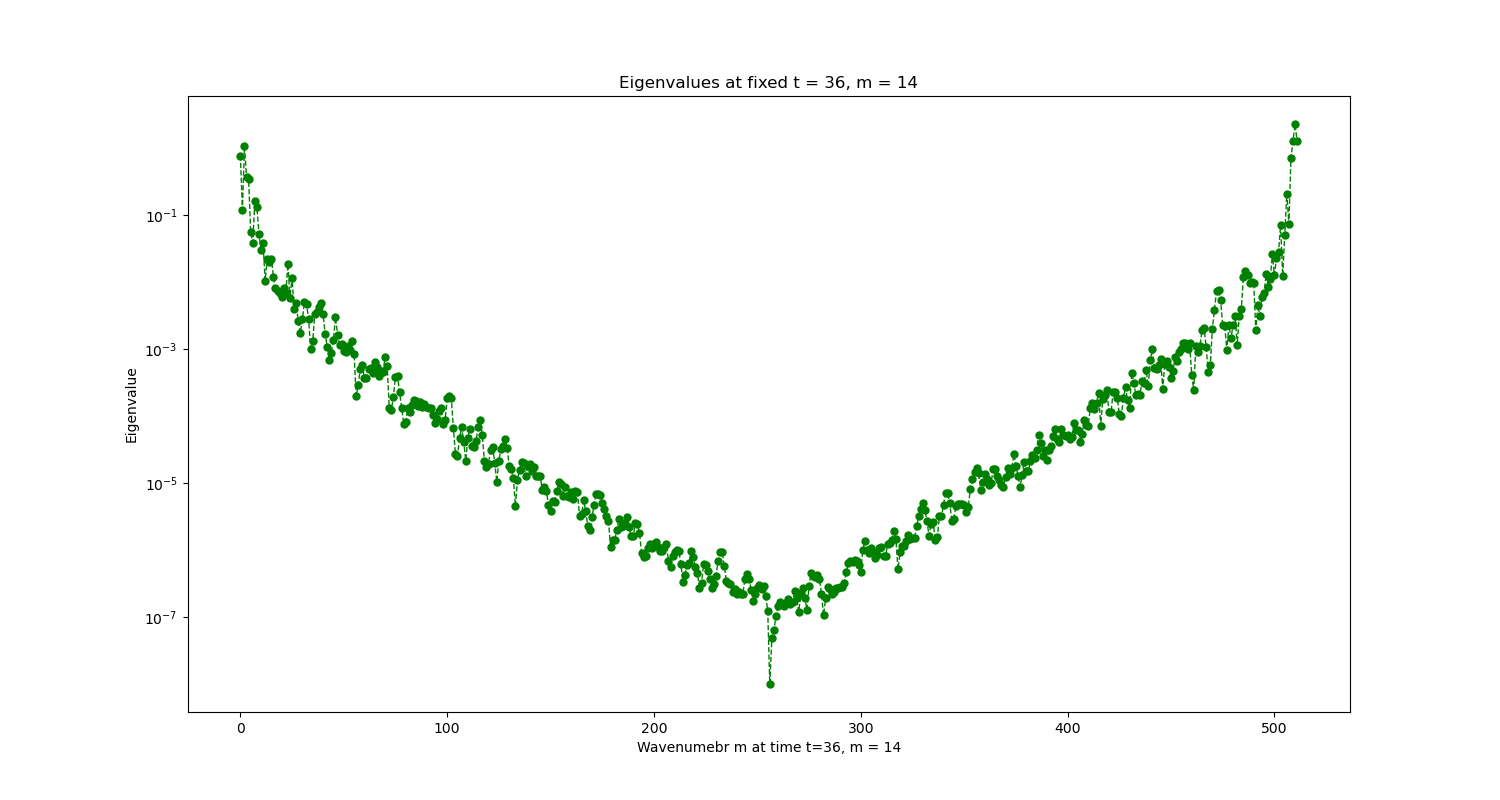 Eigenvalues at fixed t = 36, m = 14
Eigenvalue
10⁻¹
10⁻³
10⁻⁵
10⁻⁷
0 100 200 300 400 500
Wavenumebr m at time t=36, m = 14